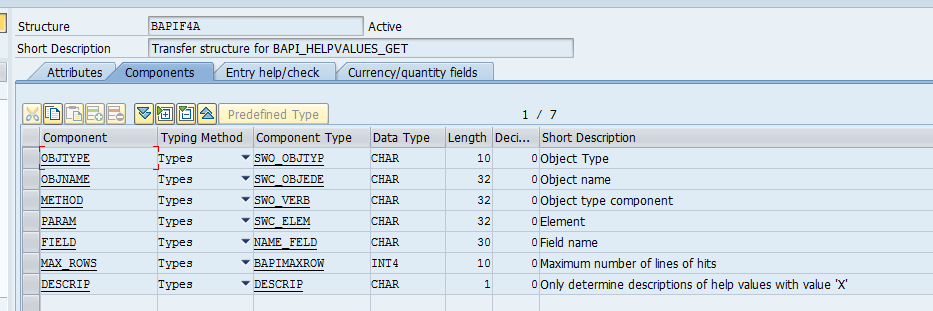 Structure BAPIF4A Active
Short Description Transfer structure for BAPI_HELPVALUES_GET
Attributes Components Entry help/check Currency/quantity fields
Predefined Type 1 / 7
Component Typing Method Component Type Data Type Length Deci... Short Description
OBJTYPE Types SWO_OBJTYP CHAR 10 0 Object Type
OBJNAME Types SWC_OBJEDE CHAR 32 0 Object name
METHOD Types SWO_VERB CHAR 32 0 Object type component
PARAM Types SWC_ELEM CHAR 32 0 Element
FIELD Types NAME_FELD CHAR 30 0 Field name
MAX_ROWS Types BAPIMAXROW INT4 10 0 Maximum number of lines of hits
DESCRIP Types DESCRIP CHAR 1 0 Only determine descriptions of help values with value 'X'